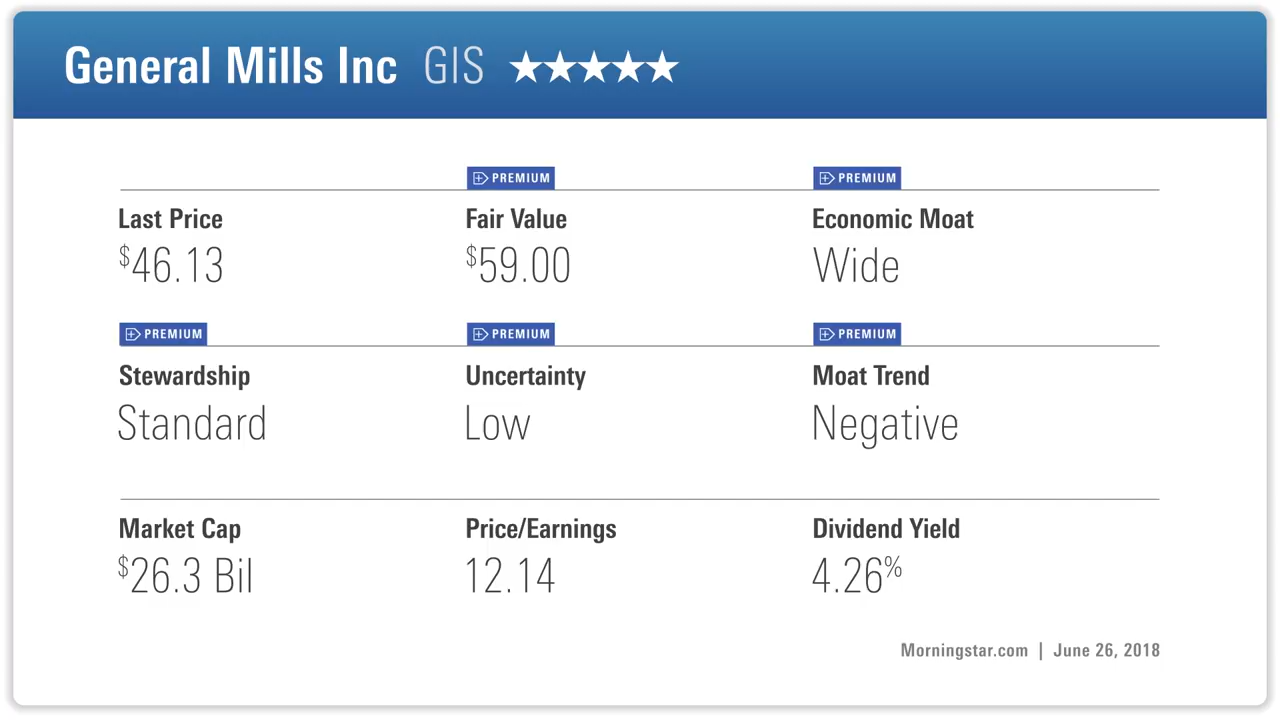 General Mills Inc GIS ★★★★★
PREMIUM PREMIUM
Last Price Fair Value Economic Moat
$46.13 $59.00 Wide
PREMIUM PREMIUM PREMIUM
Stewardship Uncertainty Moat Trend
Standard Low Negative
Market Cap Price/Earnings Dividend Yield
$26.3 Bil 12.14 4.26%
Morningstar.com | June 26, 2018